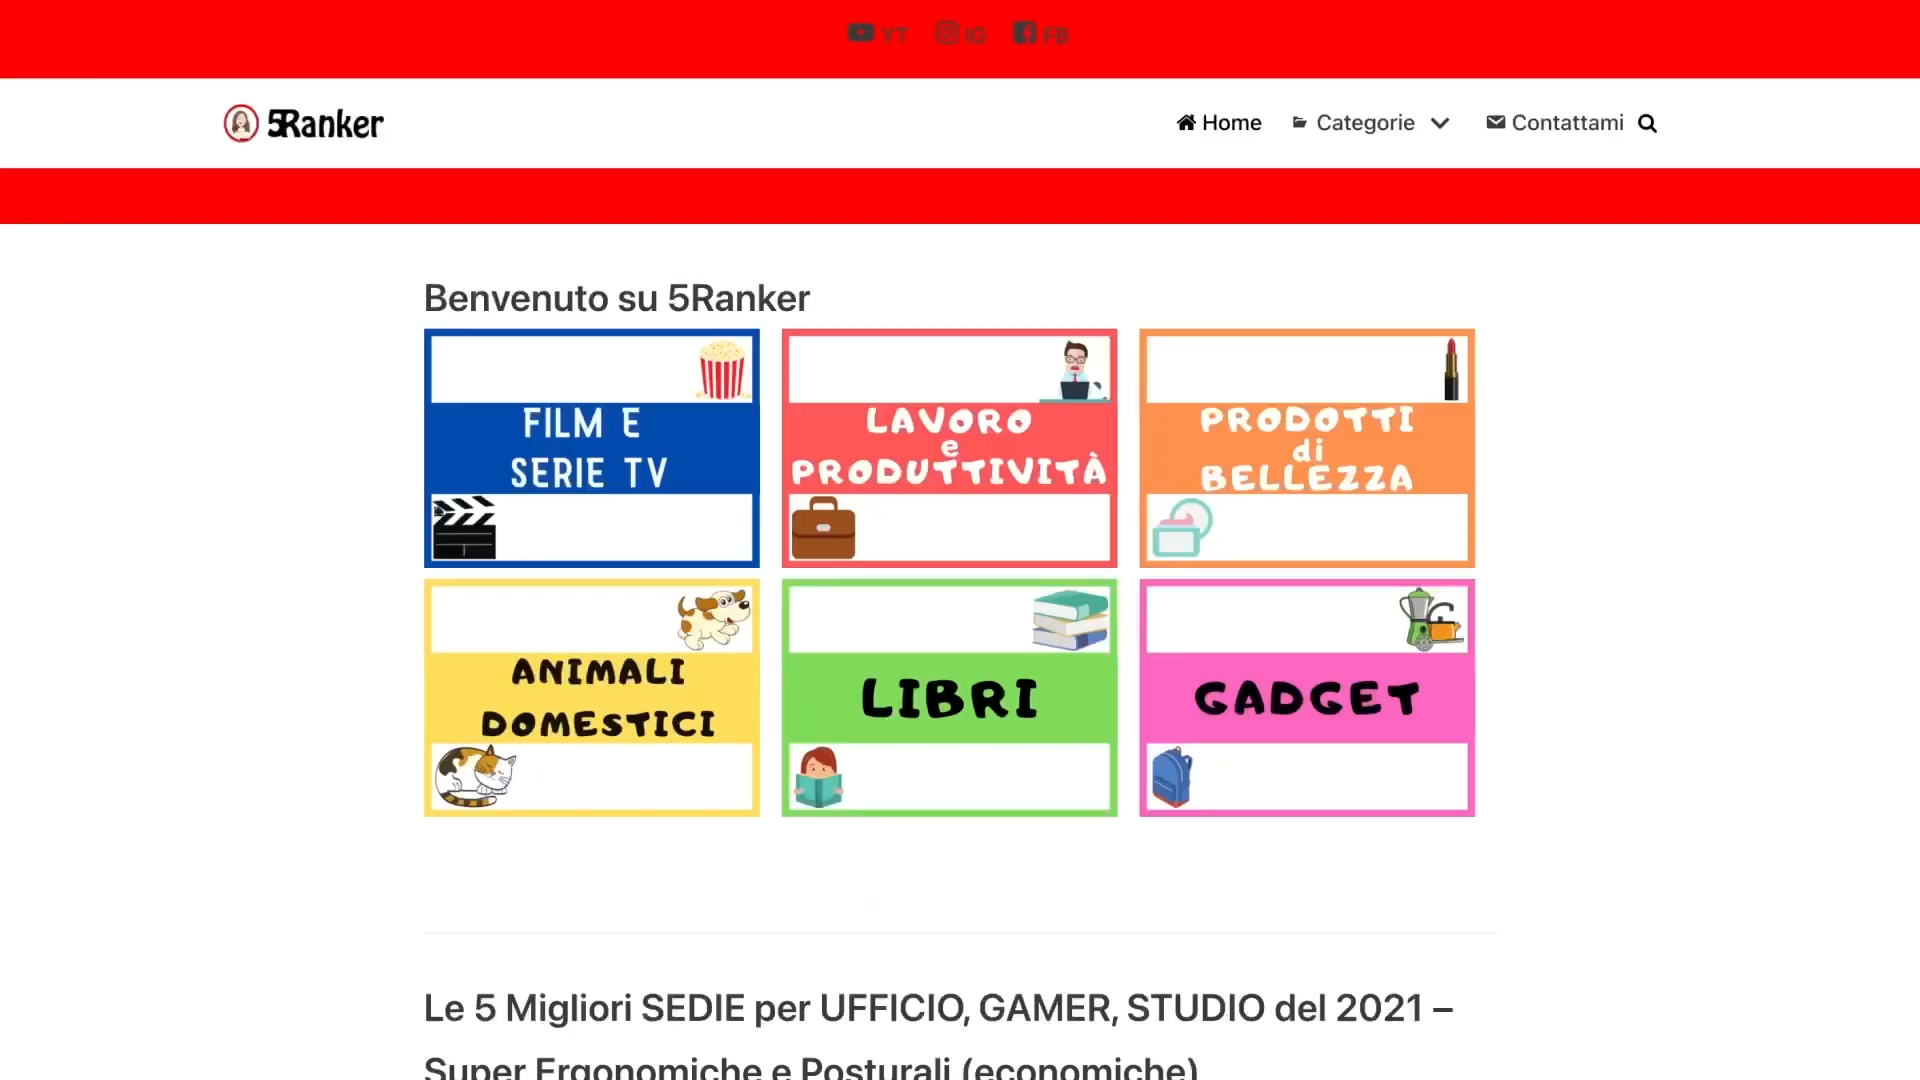 YT IG FB
5Ranker
Home Categorie Contattami
Benvenuto su 5Ranker
FILM E
SERIE TV
LAVORO
e
PRODUTTIVITÀ
PRODOTTI
di
BELLEZZA
ANIMALI
DOMESTICI
LIBRI
GADGET
Le 5 Migliori SEDIE per UFFICIO, GAMER, STUDIO del 2021 –
Super Ergonomiche e Posturali (economiche)